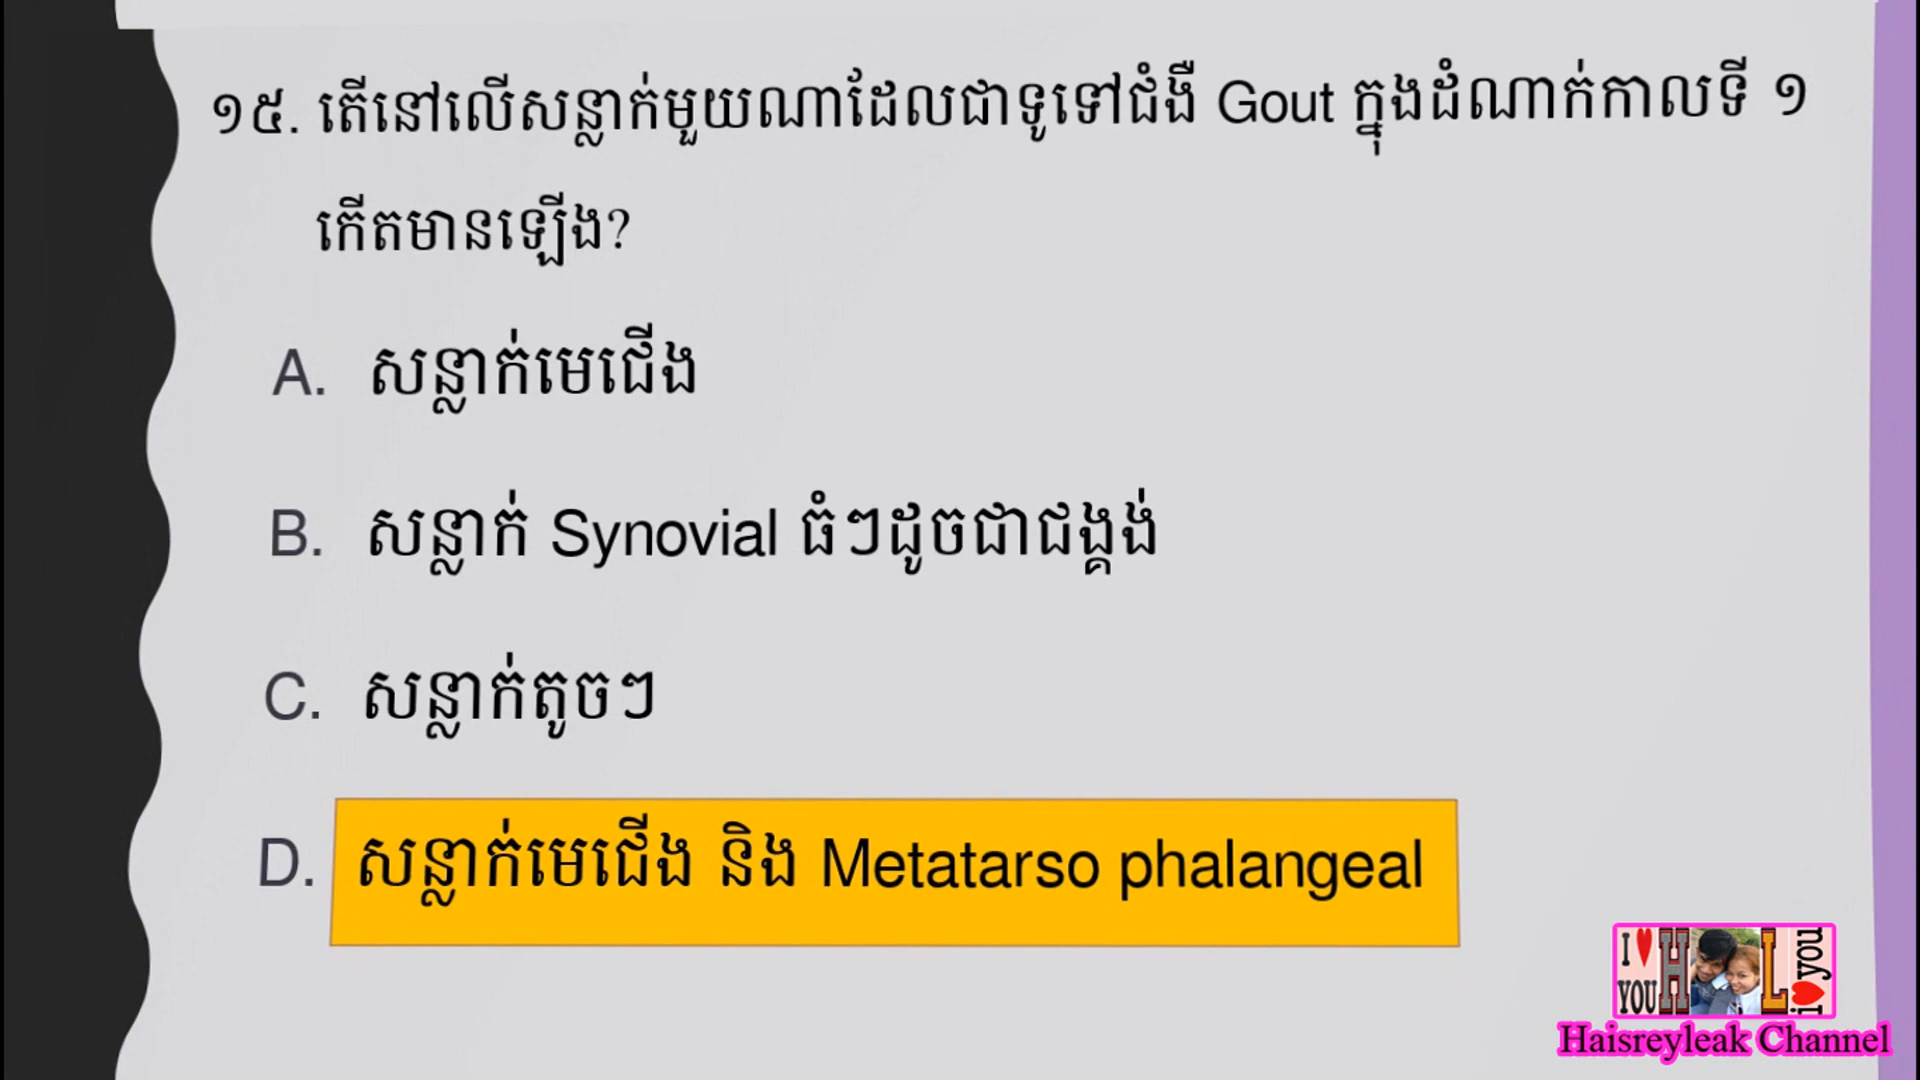 ១៥. តើនៅលើសន្លាក់មួយណាដែលជាទូទៅជំងឺ Gout ក្នុងដំណាក់កាលទី ១
កើតមានឡើង?
A. សន្លាក់មេជើង
B. សន្លាក់ Synovial ធំៗដូចជាជង្គង់
C. សន្លាក់តូចៗ
D. សន្លាក់មេជើង និង Metatarso phalangeal
I YOU H L i you
Haisreyleak Channel